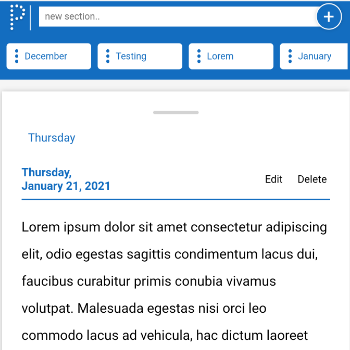 new section..
December
Testing
Lorem
January
Thursday
Thursday,
January 21, 2021
Edit
Delete
Lorem ipsum dolor sit amet consectetur adipiscing
elit, odio egestas sagittis condimentum lacus dui,
faucibus curabitur primis conubia vivamus
volutpat. Malesuada egestas nisi orci leo
commodo lacus ad vehicula, hac dictum laoreet